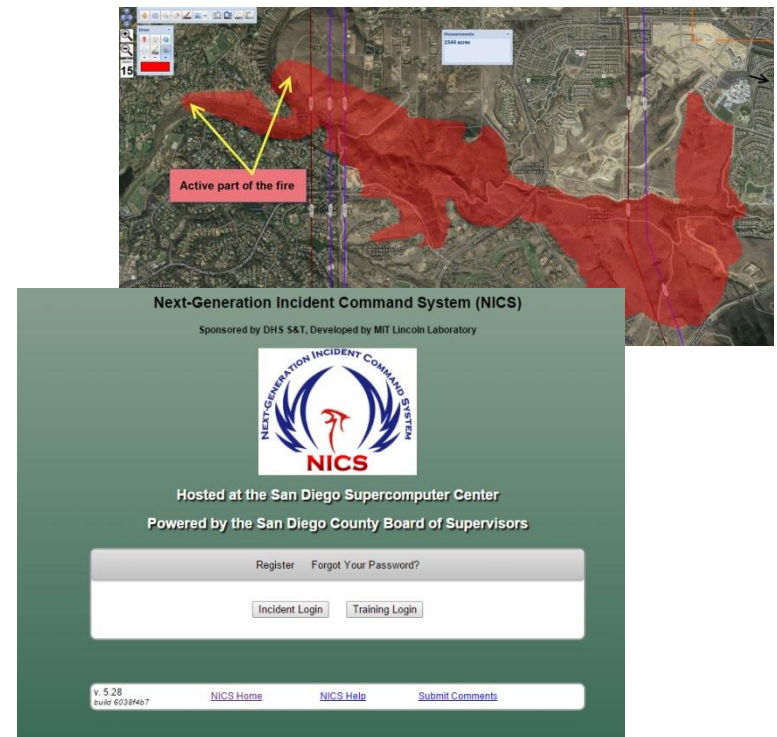 Draw
15
Measurements
1544 acres
Active part of the fire
Next-Generation Incident Command System (NICS)
Sponsored by DHS S&T, Developed by MIT Lincoln Laboratory
NEXT-GENERATION INCIDENT COMMAND SYSTEM
NICS
Hosted at the San Diego Supercomputer Center
Powered by the San Diego County Board of Supervisors
Register Forgot Your Password?
Incident Login Training Login
v. 5.28 NICS Home NICS Help Submit Comments
build 6038f4b7